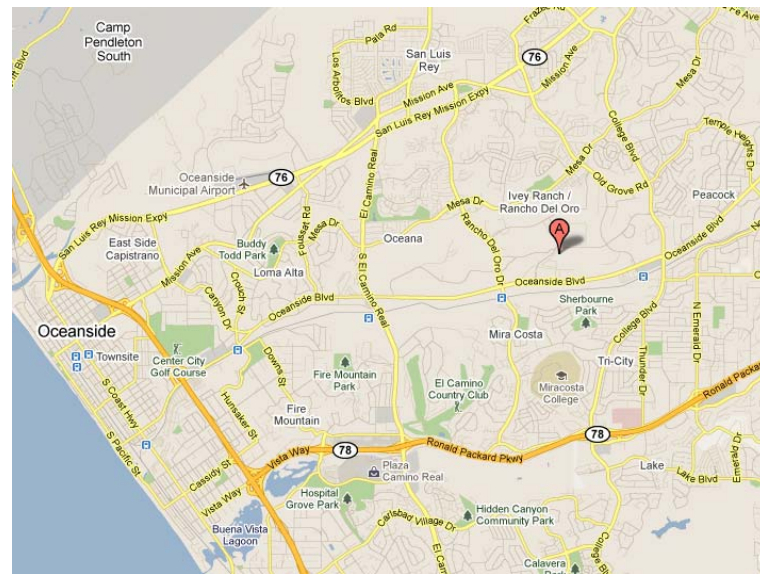 Camp
Pendleton
South
Pala Rd
Los Arbolitos Blvd
San Luis
Rey
76
Frazee Rd
Mission Ave
Mission Ave
San Luis Rey Mission Expy
Mesa Dr
College Blvd
Temple Heights Dr
Oceanside
Municipal Airport
76
El Camino Real
Mesa Dr
Old Grove Rd
Peacock
Ivey Ranch /
Rancho Del Oro
A
San Luis Rey Mission Expy
East Side
Capistrano
Mission Ave
Buddy
Todd Park
Loma Alta
Foussat Rd
Mesa Dr
Oceana
Mesa Dr
Rancho Del Oro Dr
Oceanside Blvd
Canyon Dr
Crouch St
Oceanside Blvd
S El Camino Real
Oceanside Blvd
Sherbourne
Park
College Blvd
N Emerald Dr
Oceanside
Townsite
Center City
Golf Course
Downs St
Fire Mountain
Park
Mira Costa
Tri-City
Thunder Dr
El Camino
Country Club
Miracosta
College
Ronald Packard
S Coast Hwy
S Pacific St
Hunsaker St
Fire
Mountain
Vista Way
78
Ronald Packard Pkwy
78
Cassidy St
Vista Way
Plaza
Camino Real
Lake
Lake Blvd
Emerald Dr
Hospital
Grove Park
Buena Vista
Lagoon
Carlsbad Village Dr
Hidden Canyon
Community Park
College Blvd
Calavera
Park